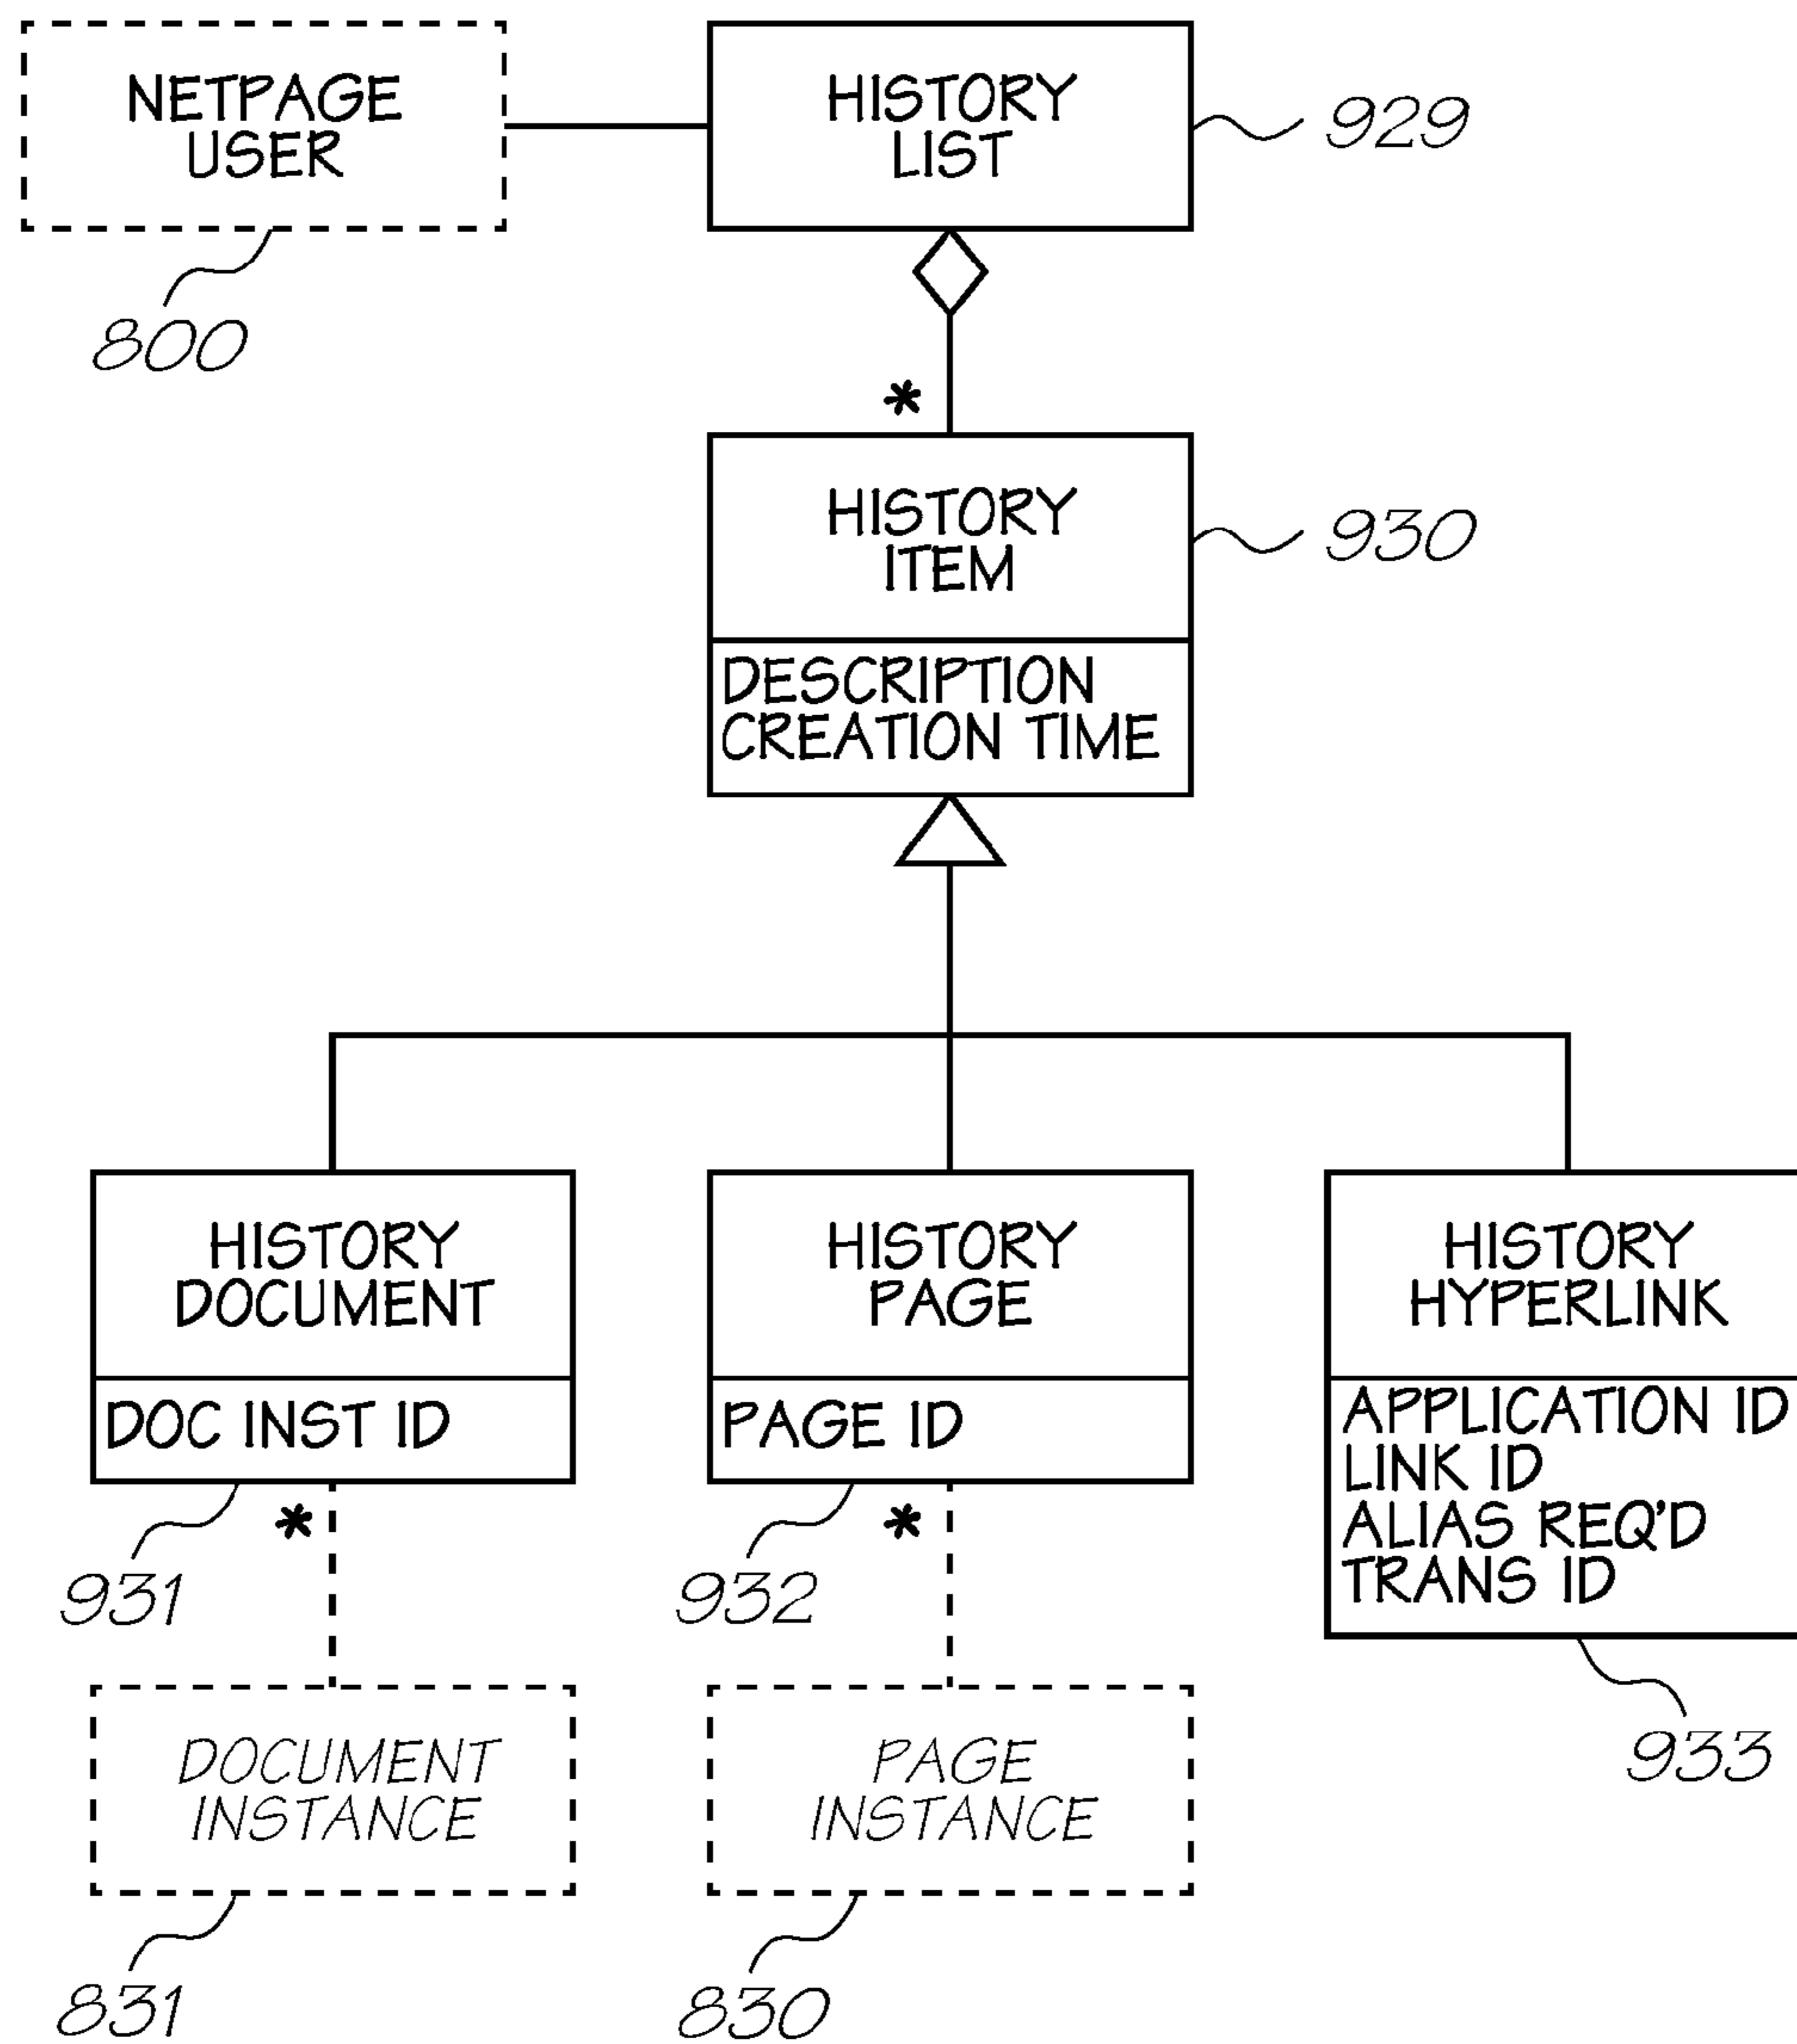 NETPAGE
USER
HISTORY
LIST
929
800
*
HISTORY
ITEM
930
DESCRIPTION
CREATION TIME
HISTORY
DOCUMENT
DOC INST ID
HISTORY
PAGE
PAGE ID
HISTORY
HYPERLINK
APPLICATION ID
LINK ID
ALIAS REQ'D
TRANS ID
*
931
*
932
933
DOCUMENT
INSTANCE
PAGE
INSTANCE
831
830